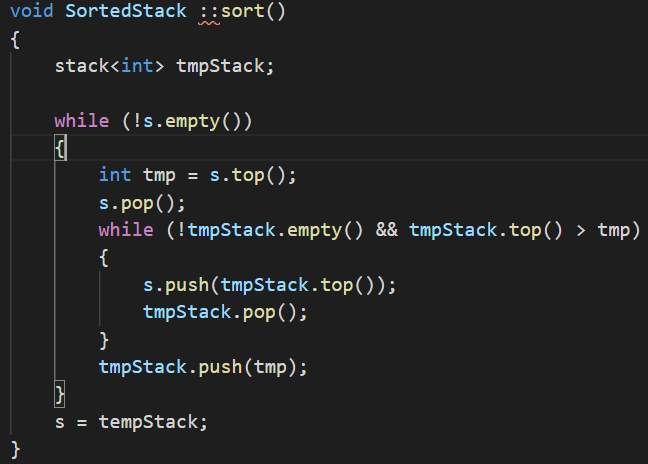 void SortedStack ::sort()
{
    stack<int> tmpStack;

    while (!s.empty())
    {
        int tmp = s.top();
        s.pop();
        while (!tmpStack.empty() && tmpStack.top() > tmp)
        {
            s.push(tmpStack.top());
            tmpStack.pop();
        }
        tmpStack.push(tmp);
    }
    s = tempStack;
}